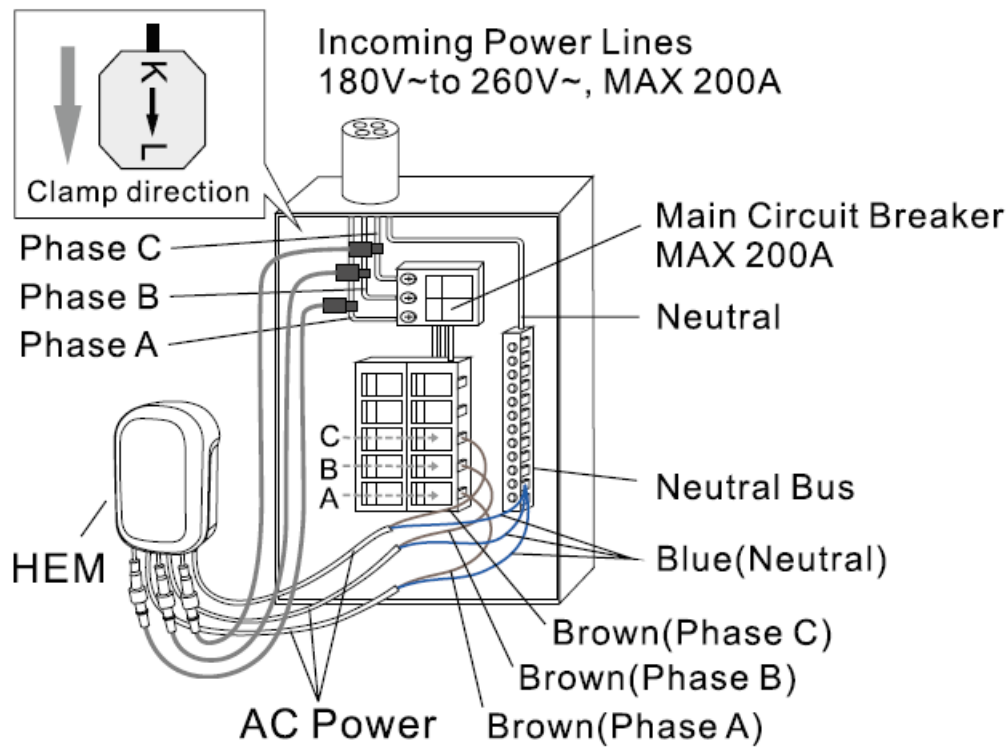 K
L
Clamp direction
Incoming Power Lines
180V~to 260V~, MAX 200A
Phase C
Phase B
Phase A
Main Circuit Breaker
MAX 200A
Neutral
C
B
A
HEM
Neutral Bus
Blue(Neutral)
Brown(Phase C)
Brown(Phase B)
AC Power
Brown(Phase A)